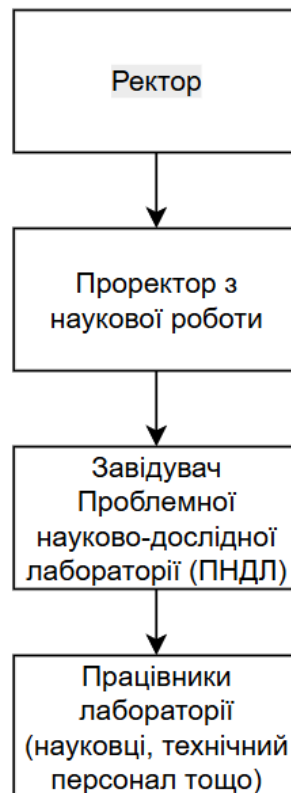 Ректор
Проректор з
наукової роботи
Завідувач
Проблемної
науково-дослідної
лабораторії (ПНДЛ)
Працівники
лабораторії
(науковці, технічний
персонал тощо)